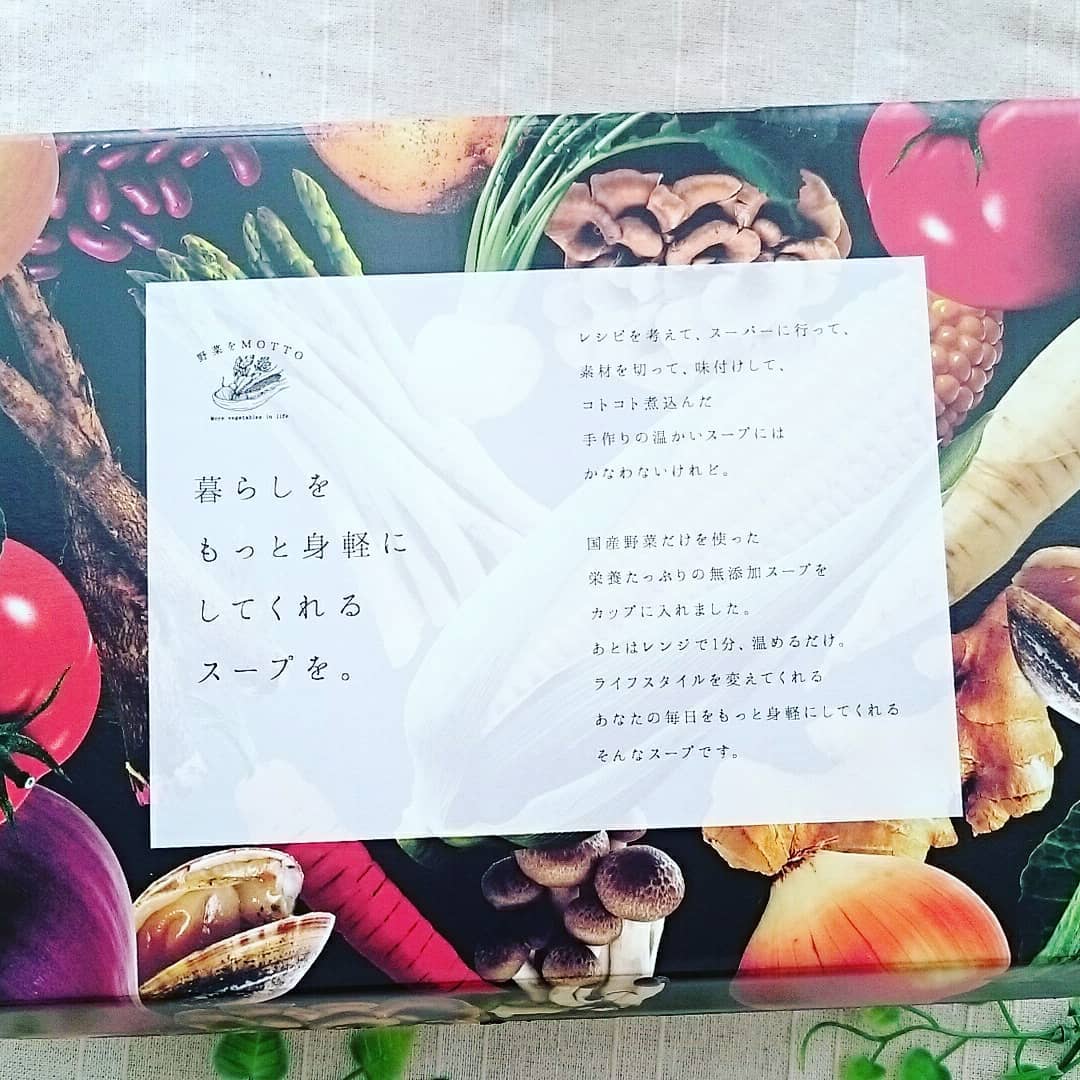 野菜をMOTTO
More vegetables in life
暮らしを
もっと身軽に
してくれる
スープを。
レシピを考えて、スーパーに行って、
素材を切って、味付けして、
コトコト煮込んだ
手作りの温かいスープには
かなわないけれど。
国産野菜だけを使った
栄養たっぷりの無添加スープを
カップに入れました。
あとはレンジで1分、温めるだけ。
ライフスタイルを変えてくれる
あなたの毎日をもっと身軽にしてくれる
そんなスープです。